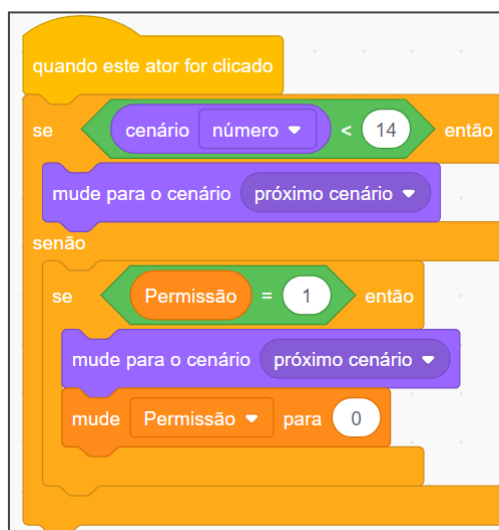 quando este ator for clicado
se cenário número < 14 então
mude para o cenário próximo cenário
senão
se Permissão = 1 então
mude para o cenário próximo cenário
mude Permissão para 0